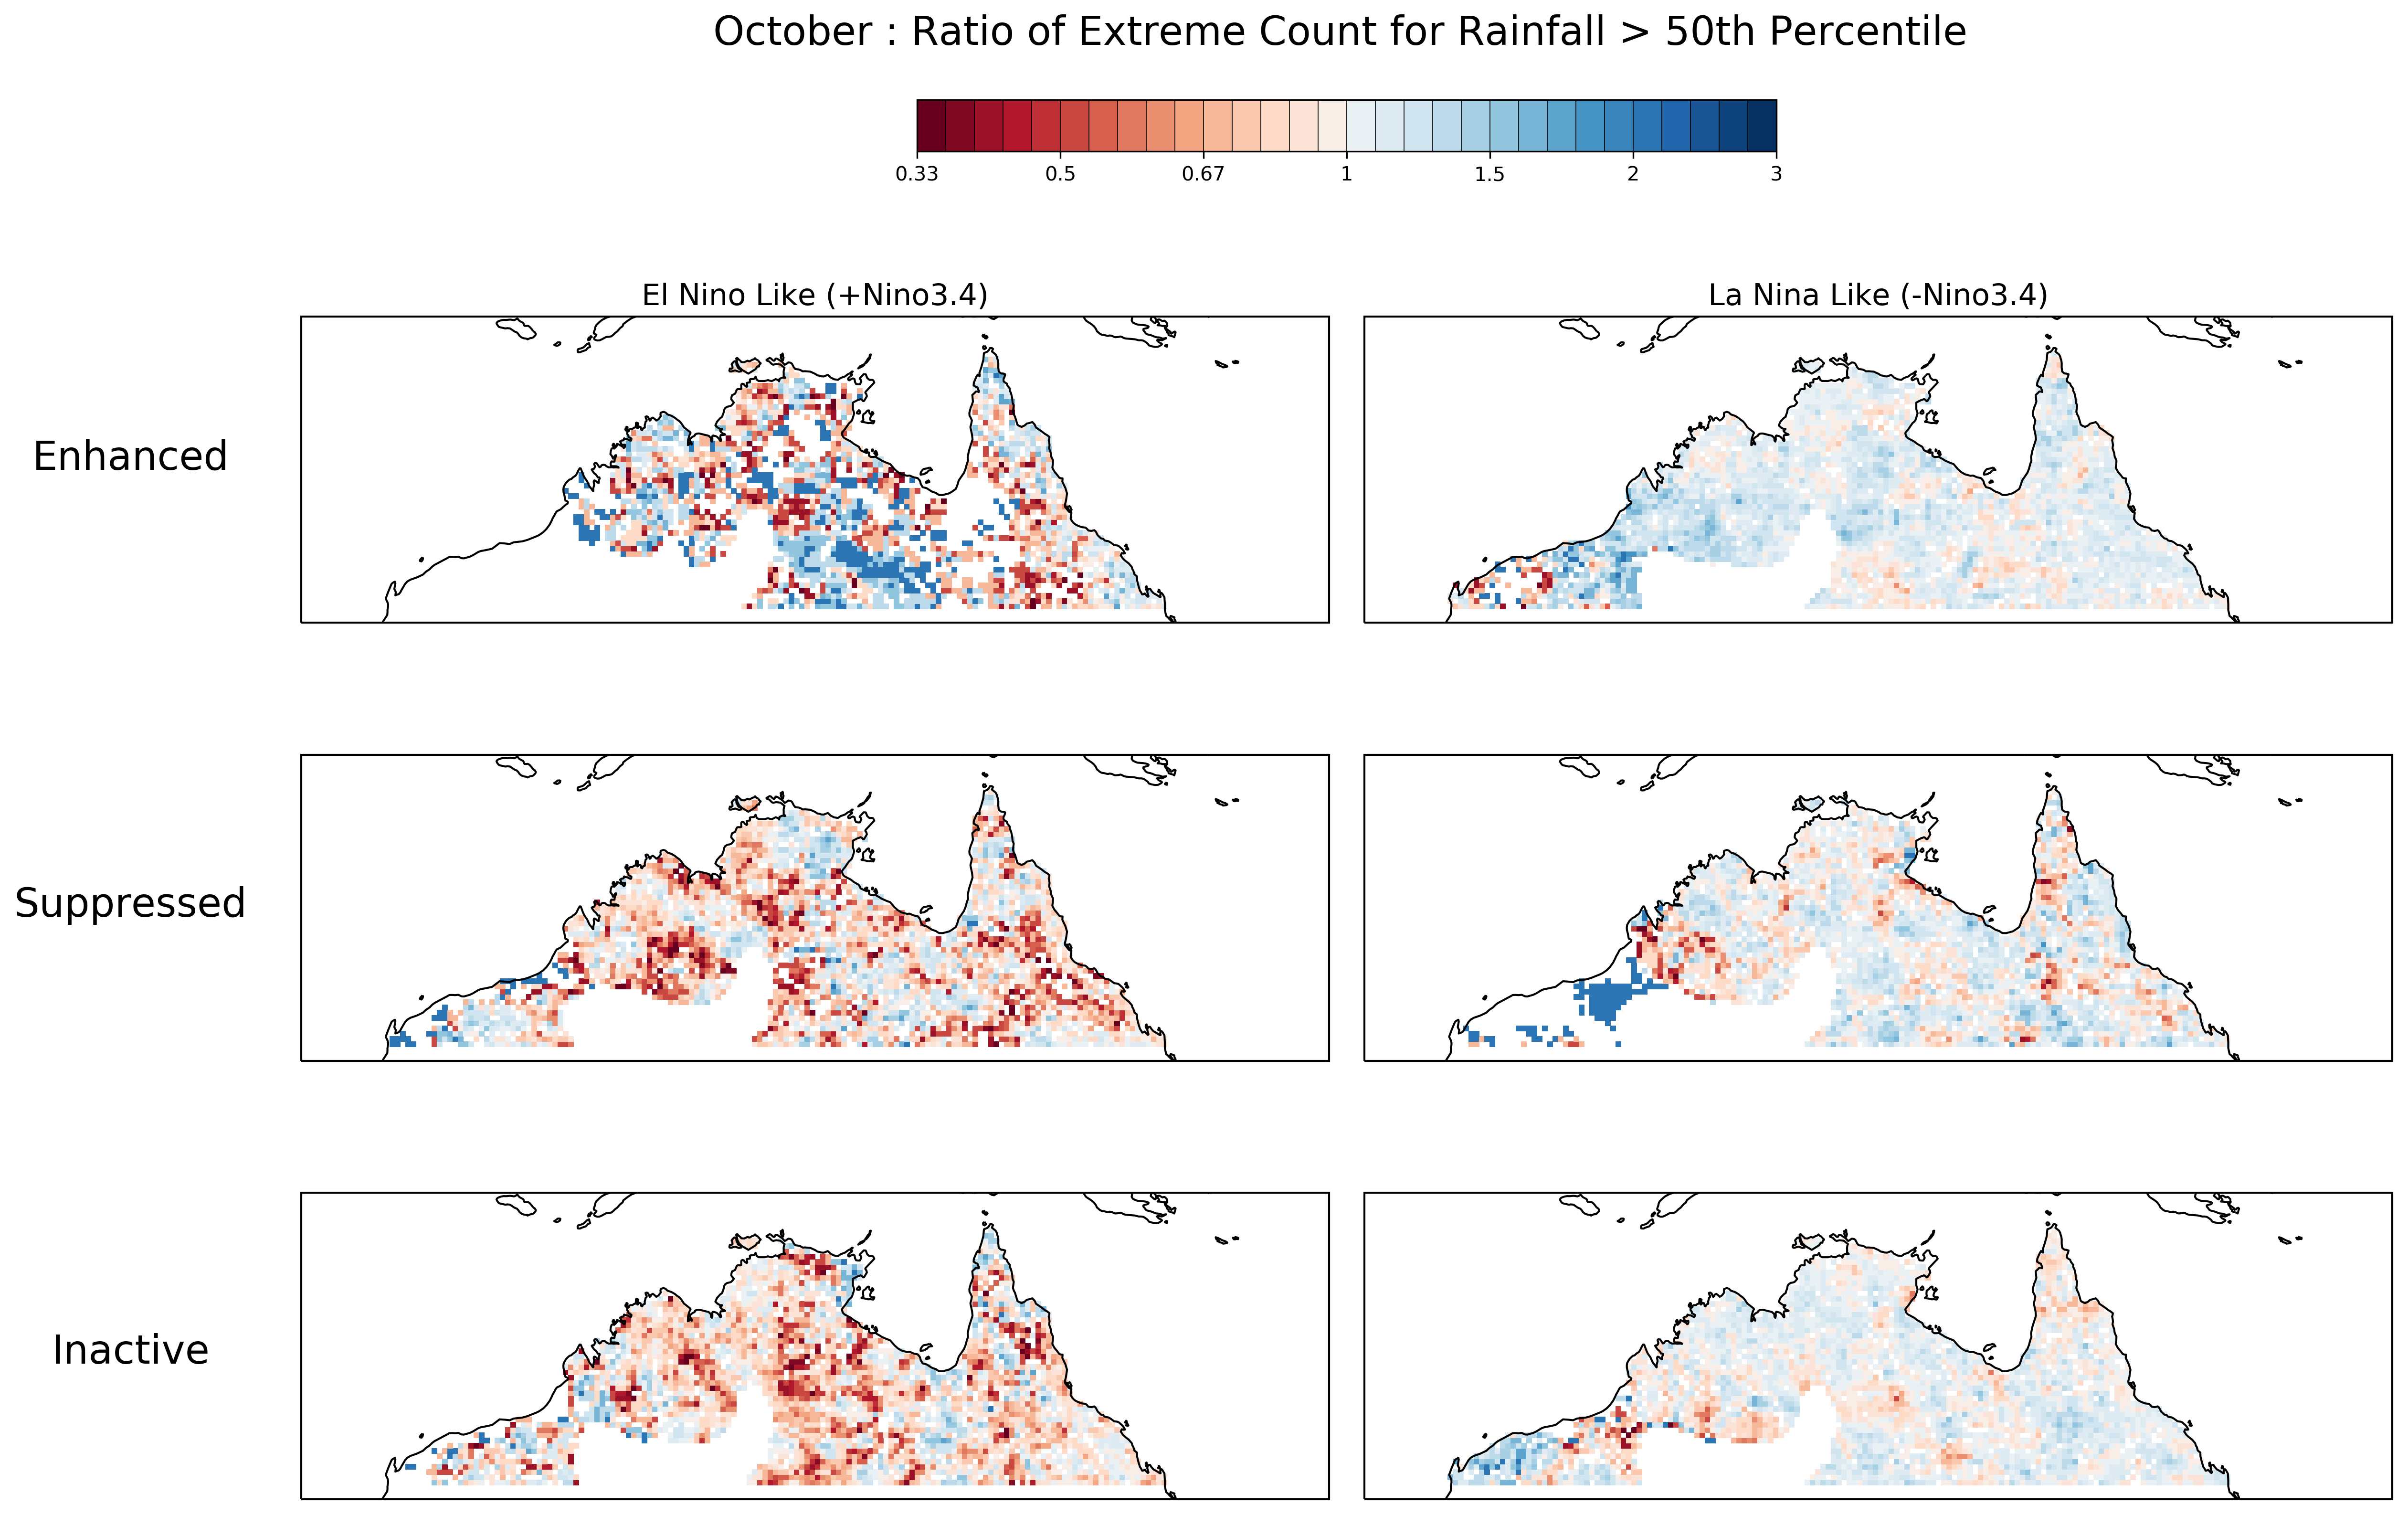 October : Ratio of Extreme Count for Rainfall > 50th Percentile
0.33 0.5 0.67 1 1.5 2 3
El Nino Like (+Nino3.4) La Nina Like (-Nino3.4)
Enhanced
Suppressed
Inactive